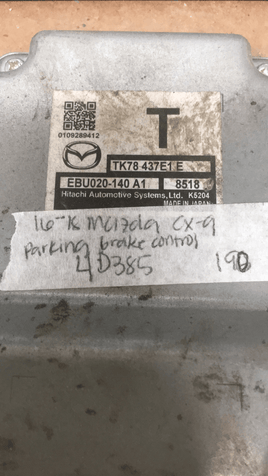 0109289412
T
TK78 437E1 E
EBU020-140 A1 8518
Hitachi Automotive Systems, Ltd. K5204
MADE IN JAPAN
16-18 Mazda CX-9
Parking brake control
4D385 190